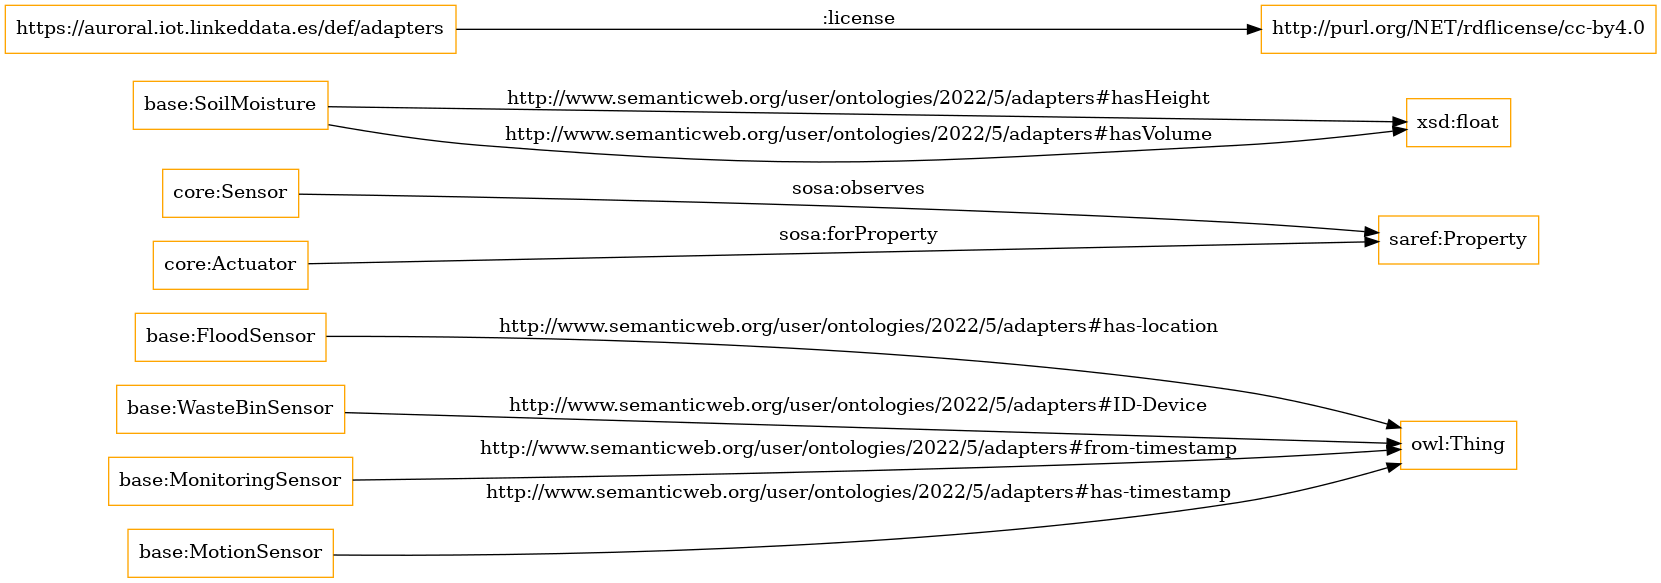 https://auroral.iot.linkeddata.es/def/adapters
:license
http://purl.org/NET/rdflicense/cc-by4.0
base:SoilMoisture
http://www.semanticweb.org/user/ontologies/2022/5/adapters#hasHeight
http://www.semanticweb.org/user/ontologies/2022/5/adapters#hasVolume
xsd:float
core:Sensor
sosa:observes
core:Actuator
sosa:forProperty
saref:Property
base:FloodSensor
http://www.semanticweb.org/user/ontologies/2022/5/adapters#has-location
base:WasteBinSensor
http://www.semanticweb.org/user/ontologies/2022/5/adapters#ID-Device
owl:Thing
base:MonitoringSensor
http://www.semanticweb.org/user/ontologies/2022/5/adapters#from-timestamp
base:MotionSensor
http://www.semanticweb.org/user/ontologies/2022/5/adapters#has-timestamp